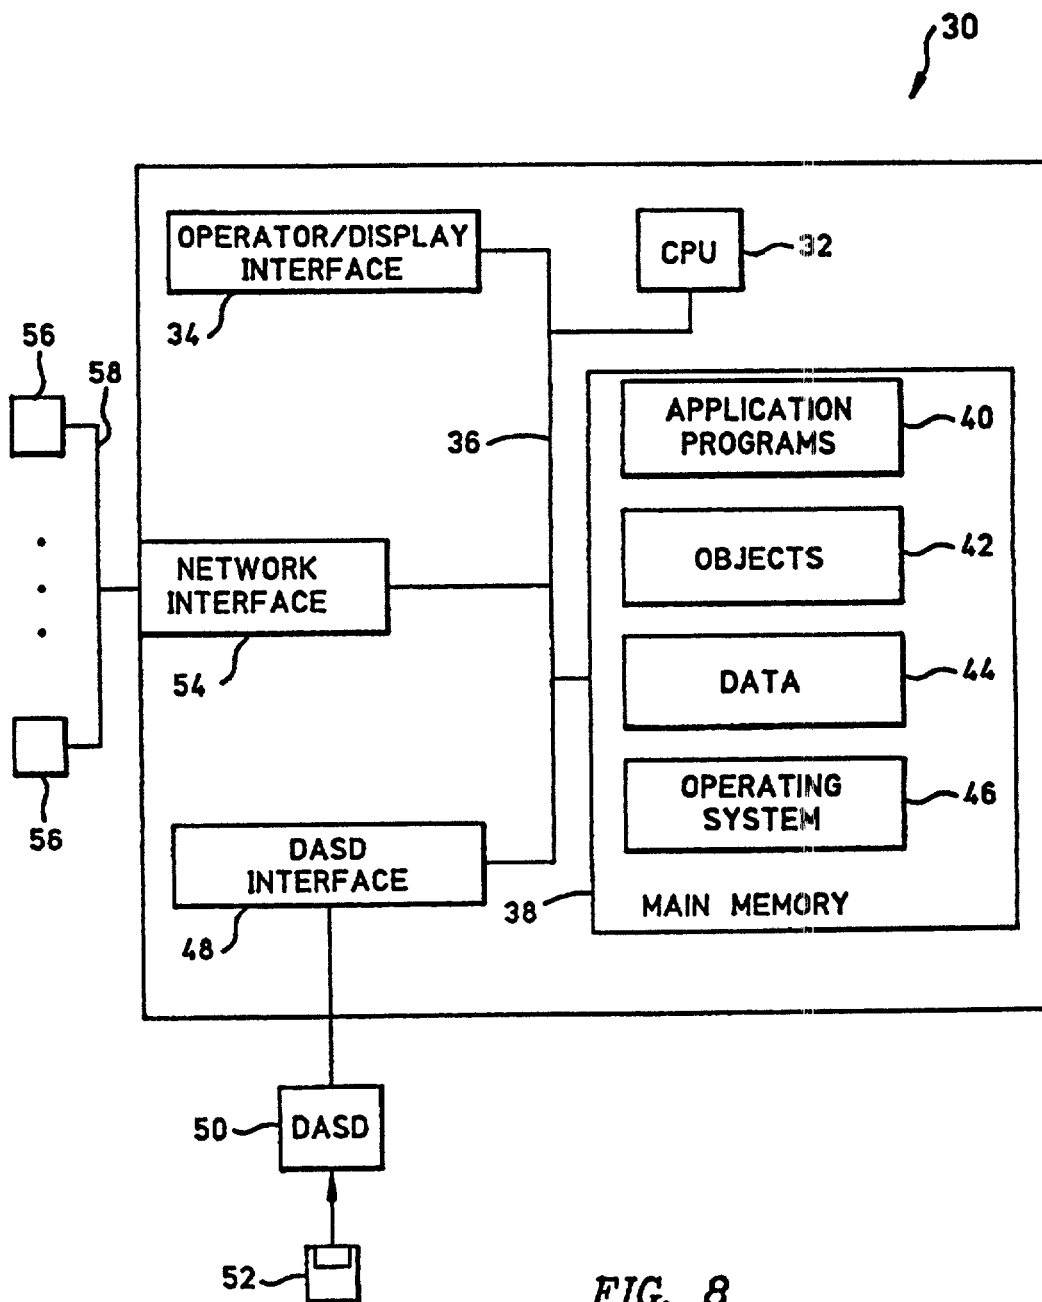 30
OPERATOR/DISPLAY
INTERFACE
CPU
32
34
56
58
APPLICATION
PROGRAMS
40
36
OBJECTS
42
NETWORK
INTERFACE
54
DATA
44
56
OPERATING
SYSTEM
46
DASD
INTERFACE
48
38
MAIN MEMORY
50
DASD
52
FIG. 8